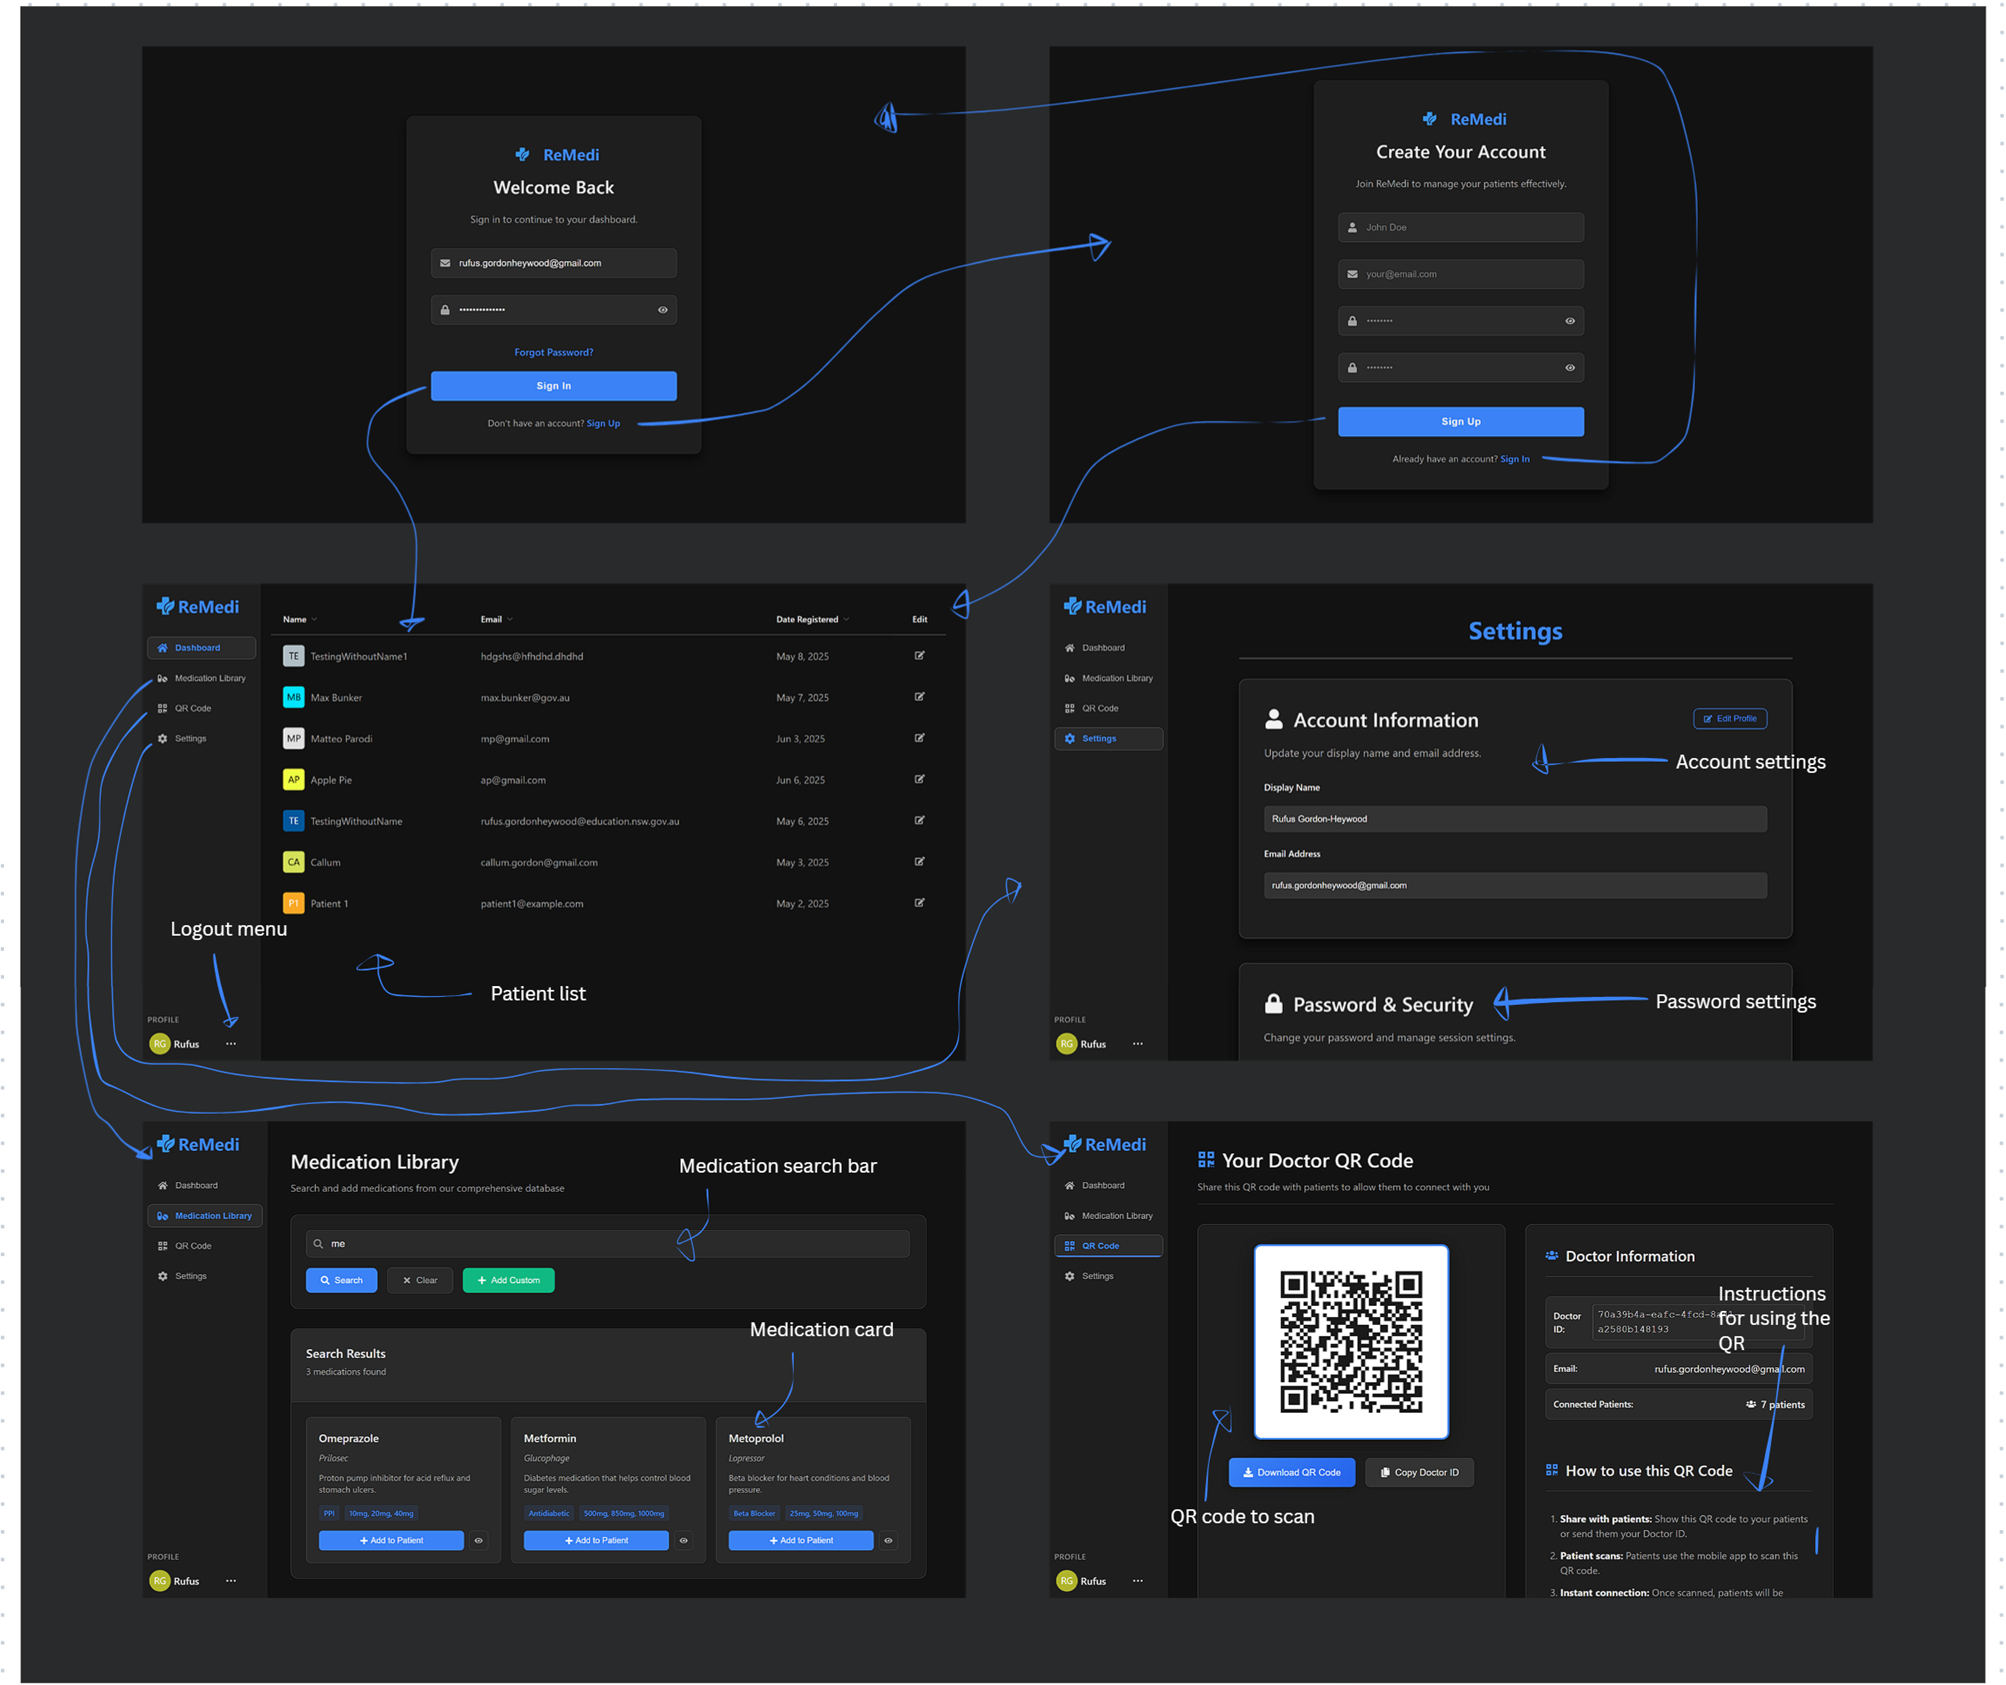 ReMedi
Welcome Back
Sign in to continue to your dashboard.
rufus.gordonheywood@gmail.com
Forgot Password?
Sign In
Don't have an account? Sign Up
ReMedi
Create Your Account
Join ReMedi to manage your patients effectively.
John Doe
your@email.com
Sign Up
Already have an account? Sign In
ReMedi
Dashboard
Medication Library
QR Code
Settings
Logout menu
PROFILE
RG Rufus
Name Email Date Registered Edit
TE TestingWithoutName1 hdgshs@hfhdhd.dhdhd May 8, 2025
MB Max Bunker max.bunker@gov.au May 7, 2025
MP Matteo Parodi mp@gmail.com Jun 3, 2025
AP Apple Pie ap@gmail.com Jun 6, 2025
TE TestingWithoutName rufus.gordonheywood@education.nsw.gov.au May 6, 2025
CA Callum callum.gordon@gmail.com May 3, 2025
P1 Patient 1 patient1@example.com May 2, 2025
Patient list
ReMedi
Dashboard
Medication Library
QR Code
Settings
PROFILE
RG Rufus
Settings
Account Information
Edit Profile
Update your display name and email address.
Account settings
Display Name
Rufus Gordon-Heywood
Email Address
rufus.gordonheywood@gmail.com
Password & Security
Password settings
Change your password and manage session settings.
ReMedi
Dashboard
Medication Library
QR Code
Settings
PROFILE
RG Rufus
Medication Library
Medication search bar
Search and add medications from our comprehensive database
me
Search
Clear
Add Custom
Medication card
Search Results
3 medications found
Omeprazole
Prilosec
Proton pump inhibitor for acid reflux and
stomach ulcers.
PPI 10mg, 20mg, 40mg
+ Add to Patient
Metformin
Glucophage
Diabetes medication that helps control blood
sugar levels.
Antidiabetic 500mg, 850mg, 1000mg
+ Add to Patient
Metoprolol
Lopressor
Beta blocker for heart conditions and blood
pressure.
Beta Blocker 25mg, 50mg, 100mg
+ Add to Patient
ReMedi
Dashboard
Medication Library
QR Code
Settings
PROFILE
RG Rufus
Your Doctor QR Code
Share this QR code with patients to allow them to connect with you
Download QR Code
Copy Doctor ID
QR code to scan
Doctor Information
Instructions
for using the
QR
Doctor
ID:
a2580b148193
Email: rufus.gordonheywood@gmail.com
Connected Patients: 7 patients
How to use this QR Code
1. Share with patients: Show this QR code to your patients
or send them your Doctor ID.
2. Patient scans: Patients use the mobile app to scan this
QR code.
3. Instant connection: Once scanned, patients will be